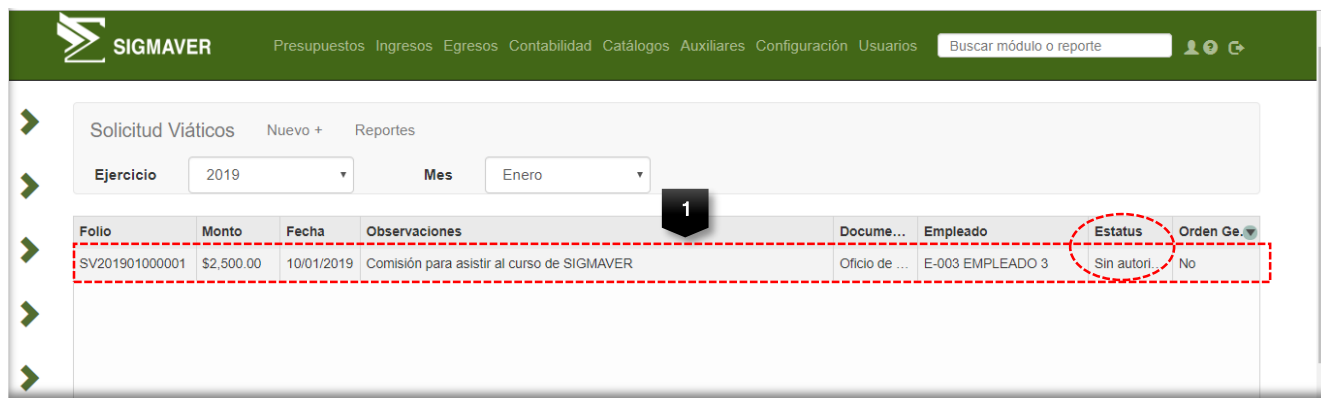 SIGMAVER
Presupuestos Ingresos Egresos Contabilidad Catálogos Auxiliares Configuración Usuarios Buscar módulo o reporte
Solicitud Viáticos Nuevo + Reportes
Ejercicio 2019 Mes Enero
1
Folio Monto Fecha Observaciones Docume... Empleado Estatus Orden Ge.
SV201901000001 $2,500.00 10/01/2019 Comisión para asistir al curso de SIGMAVER Oficio de ... E-003 EMPLEADO 3 Sin autori... No